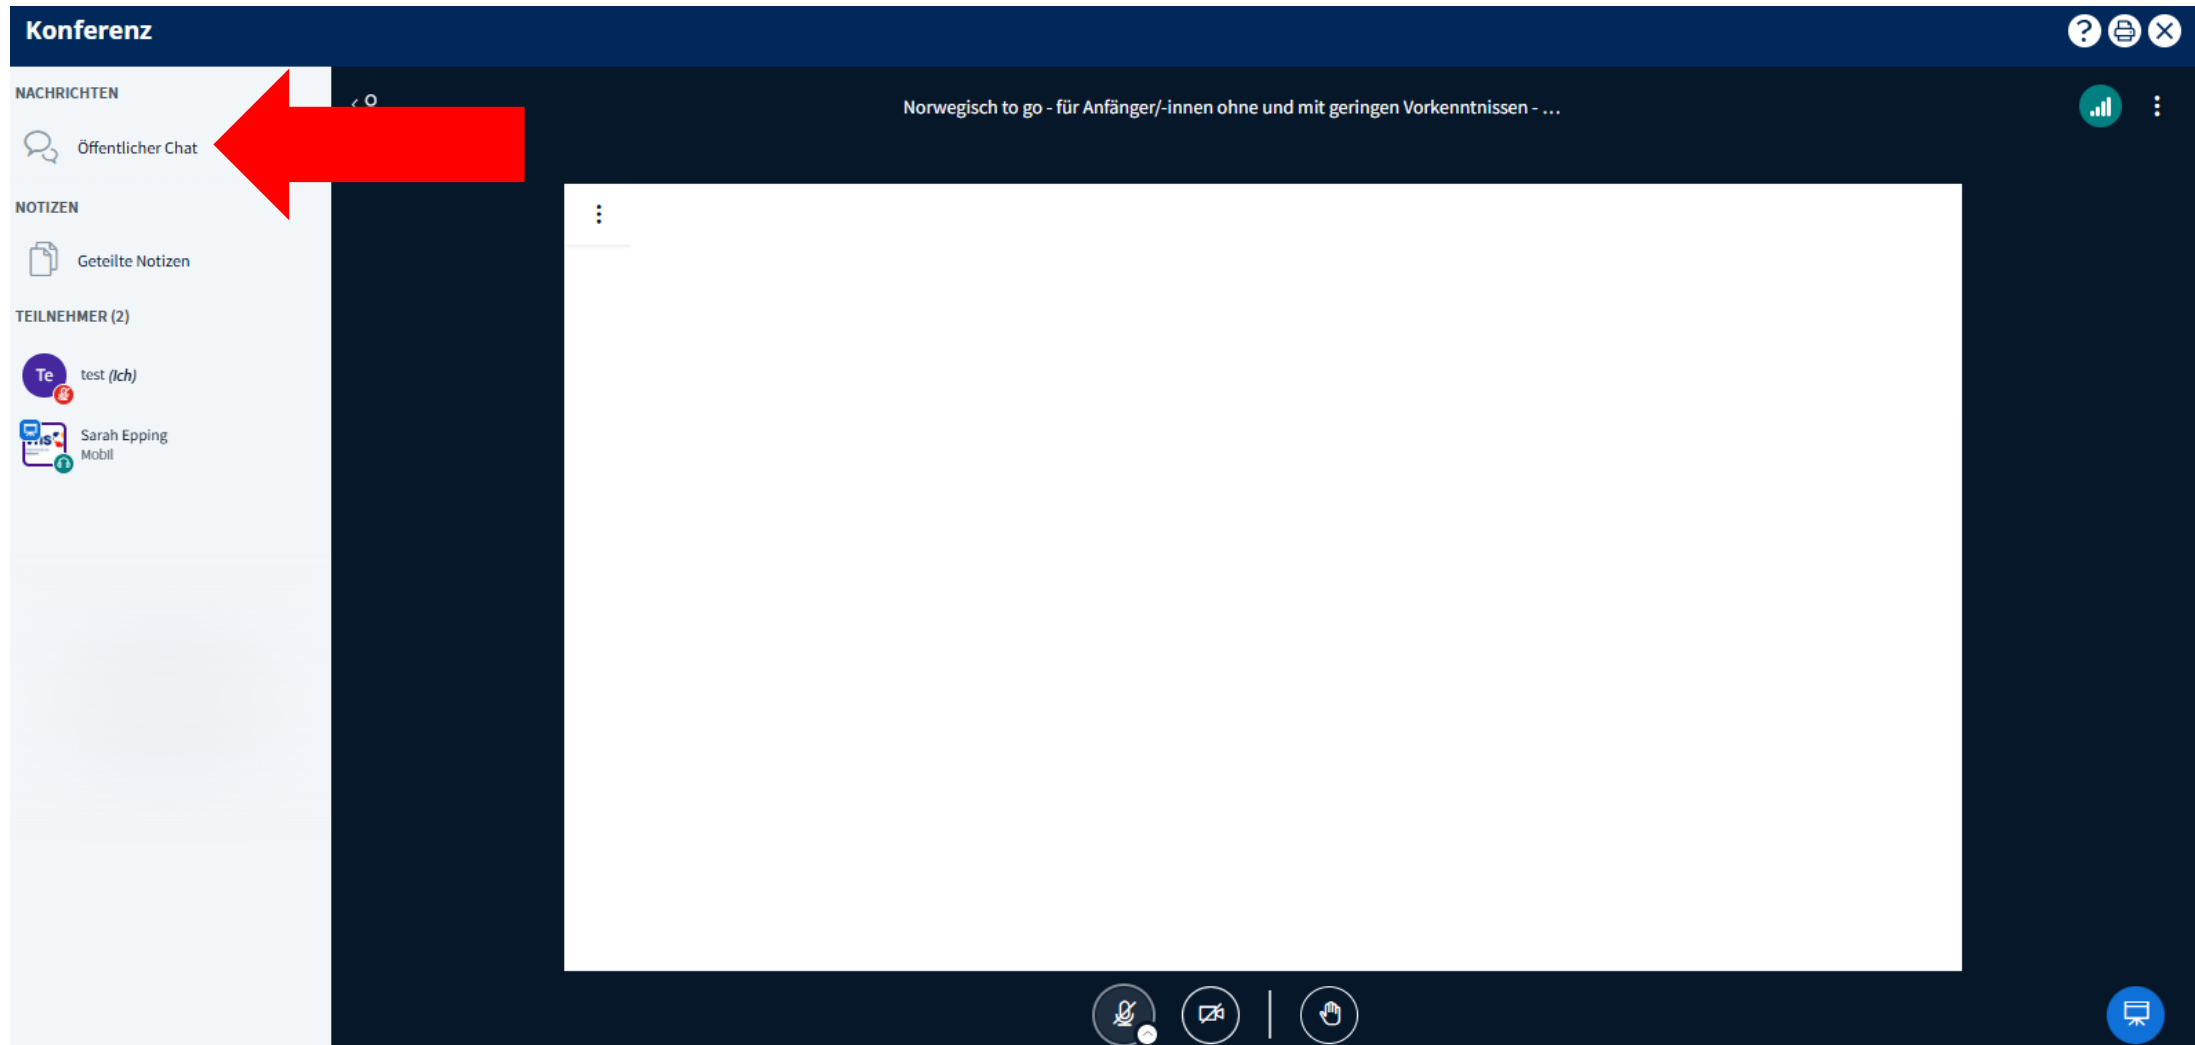 Konferenz
NACHRICHTEN
Öffentlicher Chat
NOTIZEN
Geteilte Notizen
TEILNEHMER (2)
Te
test (Ich)
Sarah Epping
Mobil
Norwegisch to go - für Anfänger/-innen ohne und mit geringen Vorkenntnissen - …